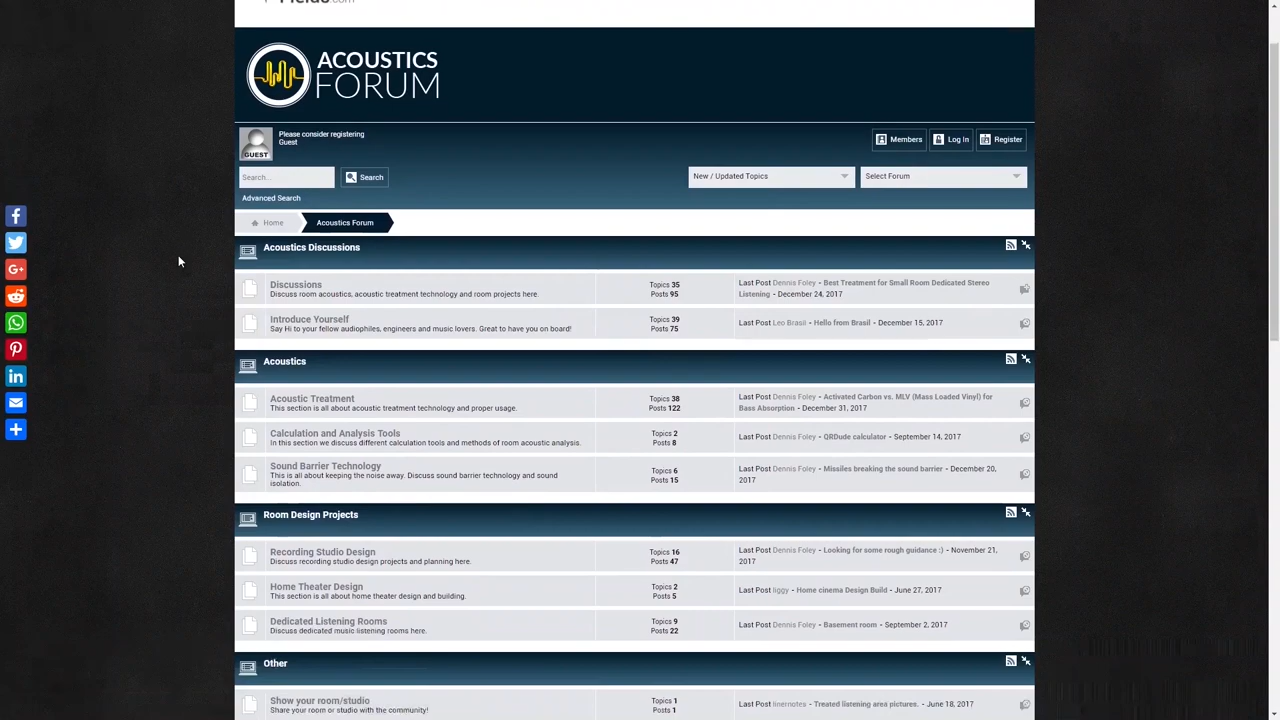 ACOUSTICS
FORUM
Please consider registering
Guest
GUEST
Members
Log In
Register
Search...
Search
New / Updated Topics
Select Forum
Advanced Search
Home
Acoustics Forum
Acoustics Discussions
Discussions
Discuss room acoustics, acoustic treatment technology and room projects here.
Topics 35
Posts 95
Last Post Dennis Foley - Best Treatment for Small Room Dedicated Stereo
Listening - December 24, 2017
Introduce Yourself
Say Hi to your fellow audiophiles, engineers and music lovers. Great to have you on board!
Topics 39
Posts 75
Last Post Leo Brasil - Hello from Brasil - December 15, 2017
Acoustics
Acoustic Treatment
This section is all about acoustic treatment technology and proper usage.
Topics 38
Posts 122
Last Post Dennis Foley - Activated Carbon vs. MLV (Mass Loaded Vinyl) for
Bass Absorption - December 31, 2017
Calculation and Analysis Tools
In this section we discuss different calculation tools and methods of room acoustic analysis.
Topics 2
Posts 8
Last Post Dennis Foley - QRDude calculator - September 14, 2017
Sound Barrier Technology
This is all about keeping the noise away. Discuss sound barrier technology and sound
isolation.
Topics 6
Posts 15
Last Post Dennis Foley - Missiles breaking the sound barrier - December 20,
2017
Room Design Projects
Recording Studio Design
Discuss recording studio design projects and planning here.
Topics 16
Posts 47
Last Post Dennis Foley - Looking for some rough guidance :) - November 21,
2017
Home Theater Design
This section is all about home theater design and building.
Topics 2
Posts 5
Last Post liggy - Home cinema Design Build - June 27, 2017
Dedicated Listening Rooms
Discuss dedicated music listening rooms here.
Topics 9
Posts 22
Last Post Dennis Foley - Basement room - September 2, 2017
Other
Show your room/studio
Share your room or studio with the community!
Topics 1
Posts 1
Last Post linernotes - Treated listening area pictures. - June 18, 2017